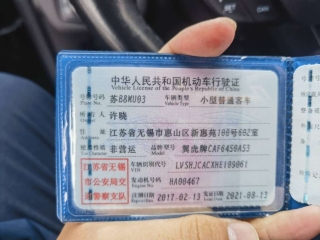 中华人民共和国机动车行驶证
Vehicle License of the People's Republic of China
号牌号码 苏B8MU03 车辆类型 小型普通客车
Plate No. Vehicle Type
所有人 许晓
Owner
住址 江苏省无锡市惠山区新惠苑100号602室
Address
使用性质 非营运 品牌型号 翼虎牌CAF6450A53
Use Character Model
江苏省无锡
市公安局交
通警察支队
车辆识别代号
VIN
发动机号码 HA00467
Engine No.
注册日期 2017-02-13 发证日期 2021-08-13
Register Date Issue Date